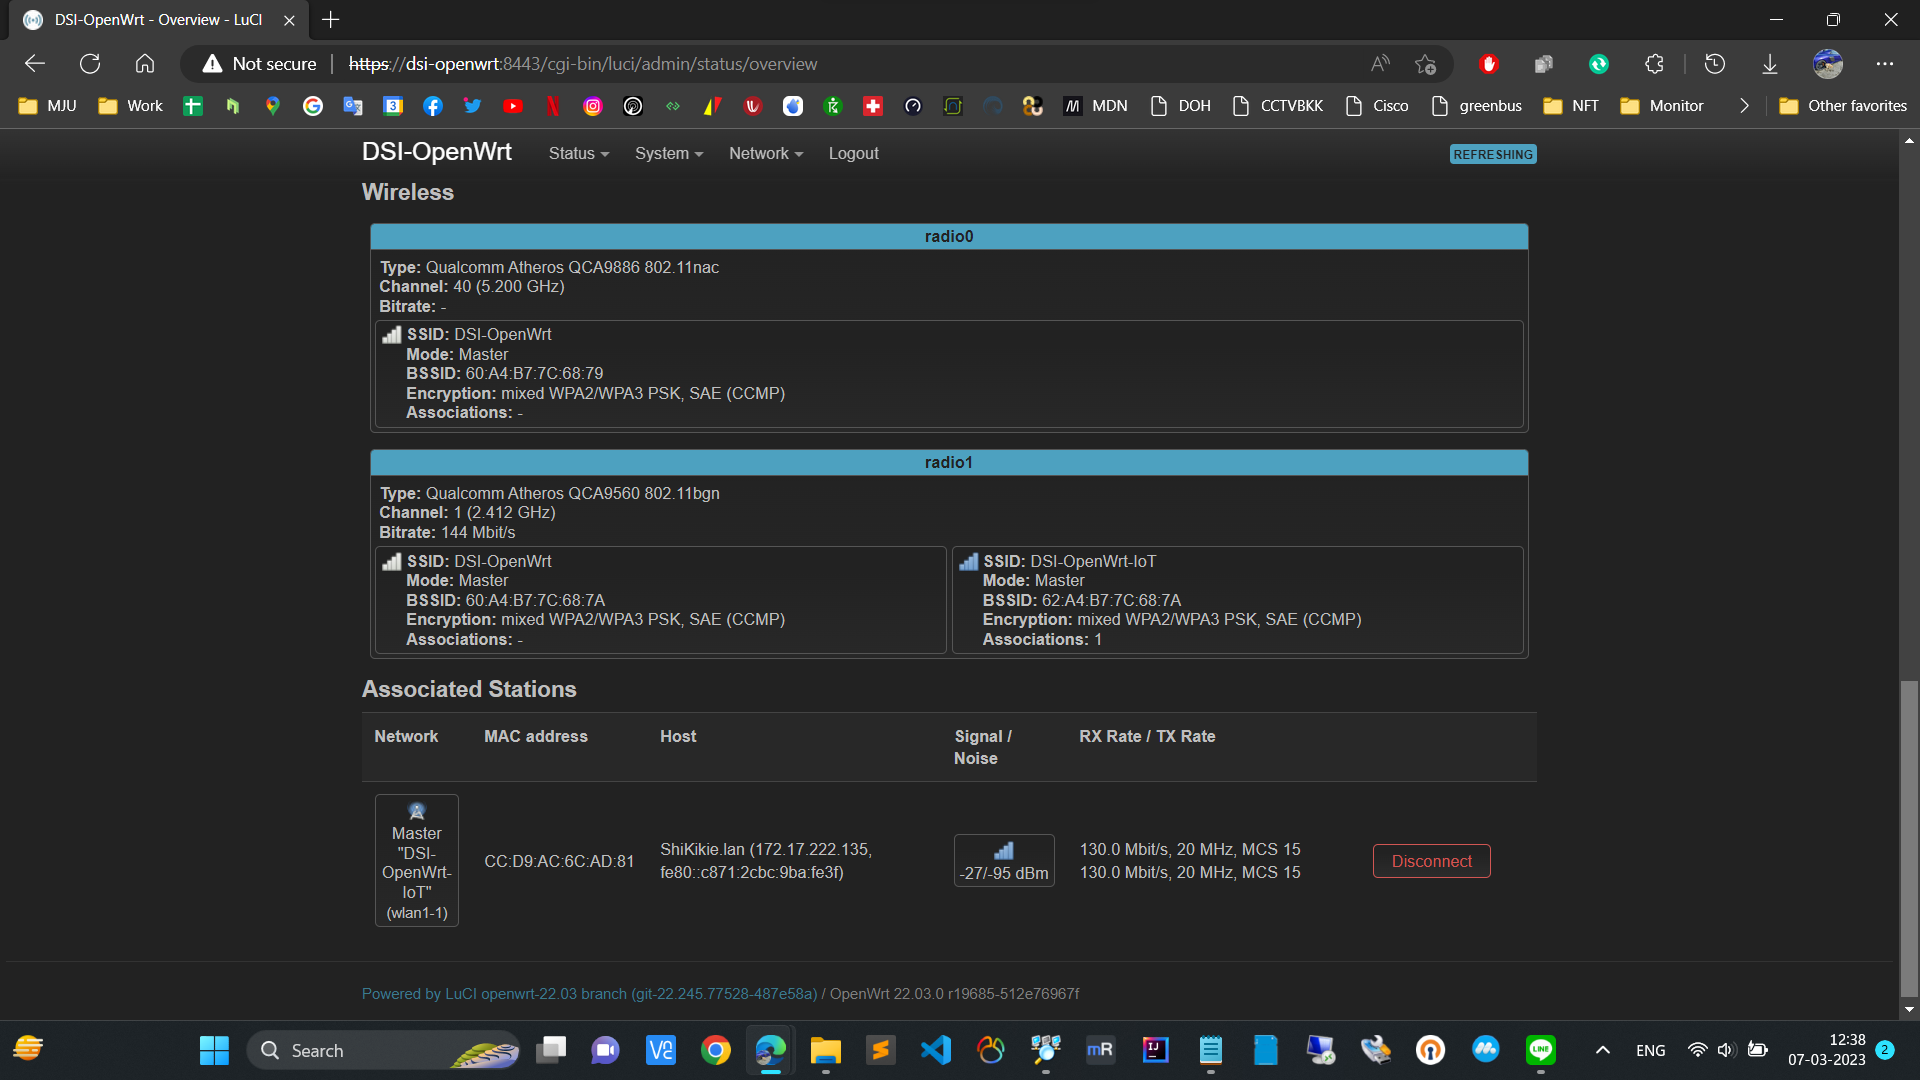 DSI-OpenWrt - Overview - LuCI
Not secure
https://dsi-openwrt:8443/cgi-bin/luci/admin/status/overview
MJU Work MDN DOH CCTVBKK Cisco greenbus NFT Monitor Other favorites
DSI-OpenWrt Status System Network Logout REFRESHING
Wireless
radio0
Type: Qualcomm Atheros QCA9886 802.11nac
Channel: 40 (5.200 GHz)
Bitrate: -
SSID: DSI-OpenWrt
Mode: Master
BSSID: 60:A4:B7:7C:68:79
Encryption: mixed WPA2/WPA3 PSK, SAE (CCMP)
Associations: -
radio1
Type: Qualcomm Atheros QCA9560 802.11bgn
Channel: 1 (2.412 GHz)
Bitrate: 144 Mbit/s
SSID: DSI-OpenWrt
Mode: Master
BSSID: 60:A4:B7:7C:68:7A
Encryption: mixed WPA2/WPA3 PSK, SAE (CCMP)
Associations: -
SSID: DSI-OpenWrt-IoT
Mode: Master
BSSID: 62:A4:B7:7C:68:7A
Encryption: mixed WPA2/WPA3 PSK, SAE (CCMP)
Associations: 1
Associated Stations
Network MAC address Host Signal / Noise RX Rate / TX Rate
Master
"DSI-
OpenWrt-
IoT"
(wlan1-1)
CC:D9:AC:6C:AD:81
ShiKikie.lan (172.17.222.135,
fe80::c871:2cbc:9ba:fe3f)
-27/-95 dBm
130.0 Mbit/s, 20 MHz, MCS 15
130.0 Mbit/s, 20 MHz, MCS 15
Disconnect
Powered by LuCI openwrt-22.03 branch (git-22.245.77528-487e58a) / OpenWrt 22.03.0 r19685-512e76967f
Search
ENG
12:38
07-03-2023
2